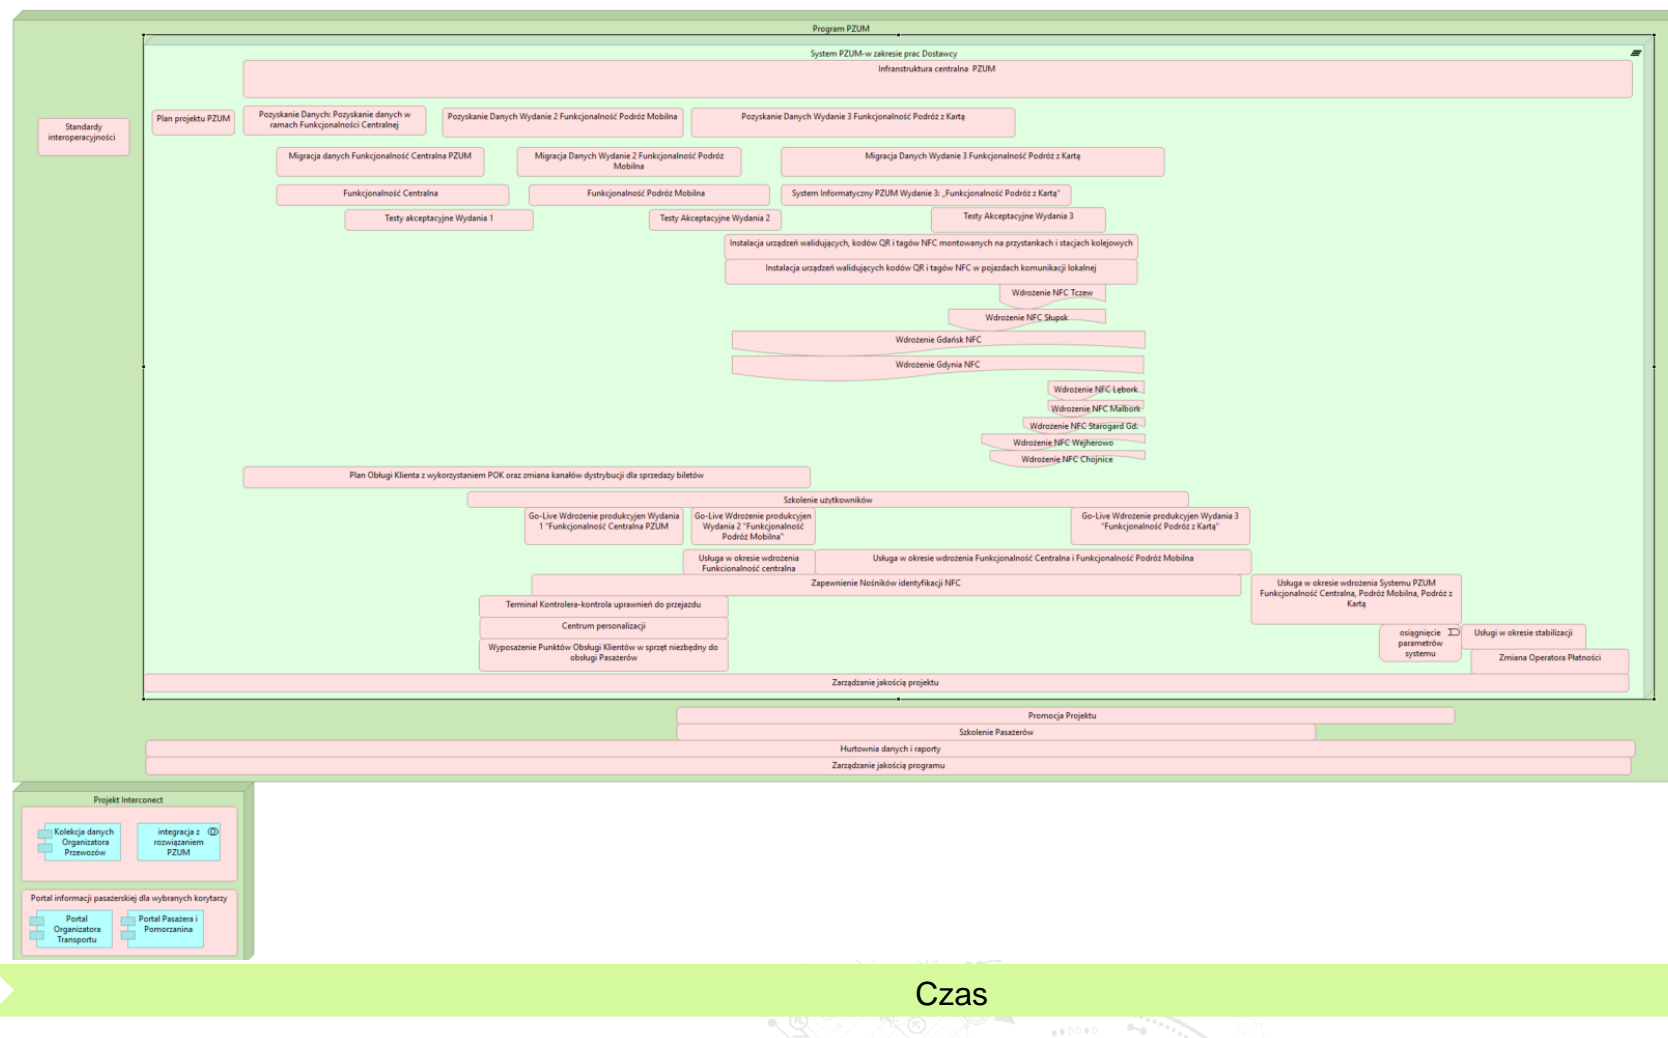 Program PZUM
System PZUM-w zakresie prac Dostawcy
Infranstruktura centralna PZUM
Standardy
interoperacyjności
Plan projektu PZUM
Pozyskanie Danych: Pozyskanie danych w
ramach Funkcjonalności Centralnej
Pozyskanie Danych Wydanie 2 Funkcjonalność Podróż Mobilna
Pozyskanie Danych Wydanie 3 Funkcjonalność Podróż z Kartą
Migracja danych Funkcjonalność Centralna PZUM
Migracja Danych Wydanie 2 Funkcjonalność Podróż
Mobilna
Migracja Danych Wydanie 3 Funkcjonalność Podróż z Kartą
Funkcjonalność Centralna
Funkcjonalność Podróż Mobilna
System Informatyczny PZUM Wydanie 3: „Funkcjonalność Podróż z Kartą"
Testy akceptacyjne Wydania 1
Testy Akceptacyjne Wydania 2
Testy Akceptacyjne Wydania 3
Instalacja urządzeń walidujących, kodów QR i tagów NFC montowanych na przystankach i stacjach kolejowych
Instalacja urządzeń walidujących kodów QR i tagów NFC w pojazdach komunikacji lokalnej
Wdrożenie NFC Tczew
Wdrożenie NFC Słupsk
Wdrożenie Gdańsk NFC
Wdrożenie Gdynia NFC
Wdrożenie NFC Lębork
Wdrożenie NFC Malbork
Wdrożenie NFC Starogard Gd.
Wdrożenie NFC Wejherowo
Wdrożenie NFC Chojnice
Plan Obługi Klienta z wykorzystaniem POK oraz zmiana kanałów dystrybucji dla sprzedaży biletów
Szkolenie użytkowników
Go-Live Wdrożenie produkcyjen Wydania
1 "Funkcjonalność Centralna PZUM
Go-Live Wdrożenie produkcyjen
Wydania 2 "Funkcjonalność
Podróż Mobilna"
Go-Live Wdrożenie produkcyjen Wydania 3
"Funkcjonalność Podróż z Kartą"
Usługa w okresie wdrożenia
Funkcionalność centralna
Usługa w okresie wdrożenia Funkcjonalność Centralna i Funkcjonalność Podróż Mobilna
Zapewnienie Nośników identyfikacji NFC
Usługa w okresie wdrożenia Systemu PZUM
Funkcjonalność Centralna, Podróż Mobilna, Podróż z
Kartą
Terminal Kontrolera-kontrola uprawnień do przejazdu
Centrum personalizacji
Wyposażenie Punktów Obsługi Klientów w sprzęt niezbędny do
obsługi Pasażerów
osiągnięcie
parametrów
systemu
Usługi w okresie stabilizacji
Zmiana Operatora Płatności
Zarządzanie jakością projektu
Promocja Projektu
Szkolenie Pasażerów
Hurtownia danych i raporty
Zarządzanie jakością programu
Projekt Interconect
Kolekcja danych
Organizatora
Przewozów
integracja z
rozwiązaniem
PZUM
Portal informacji pasażerskiej dla wybranych korytarzy
Portal
Organizatora
Transportu
Portal Pasażera i
Pomorzanina
Czas